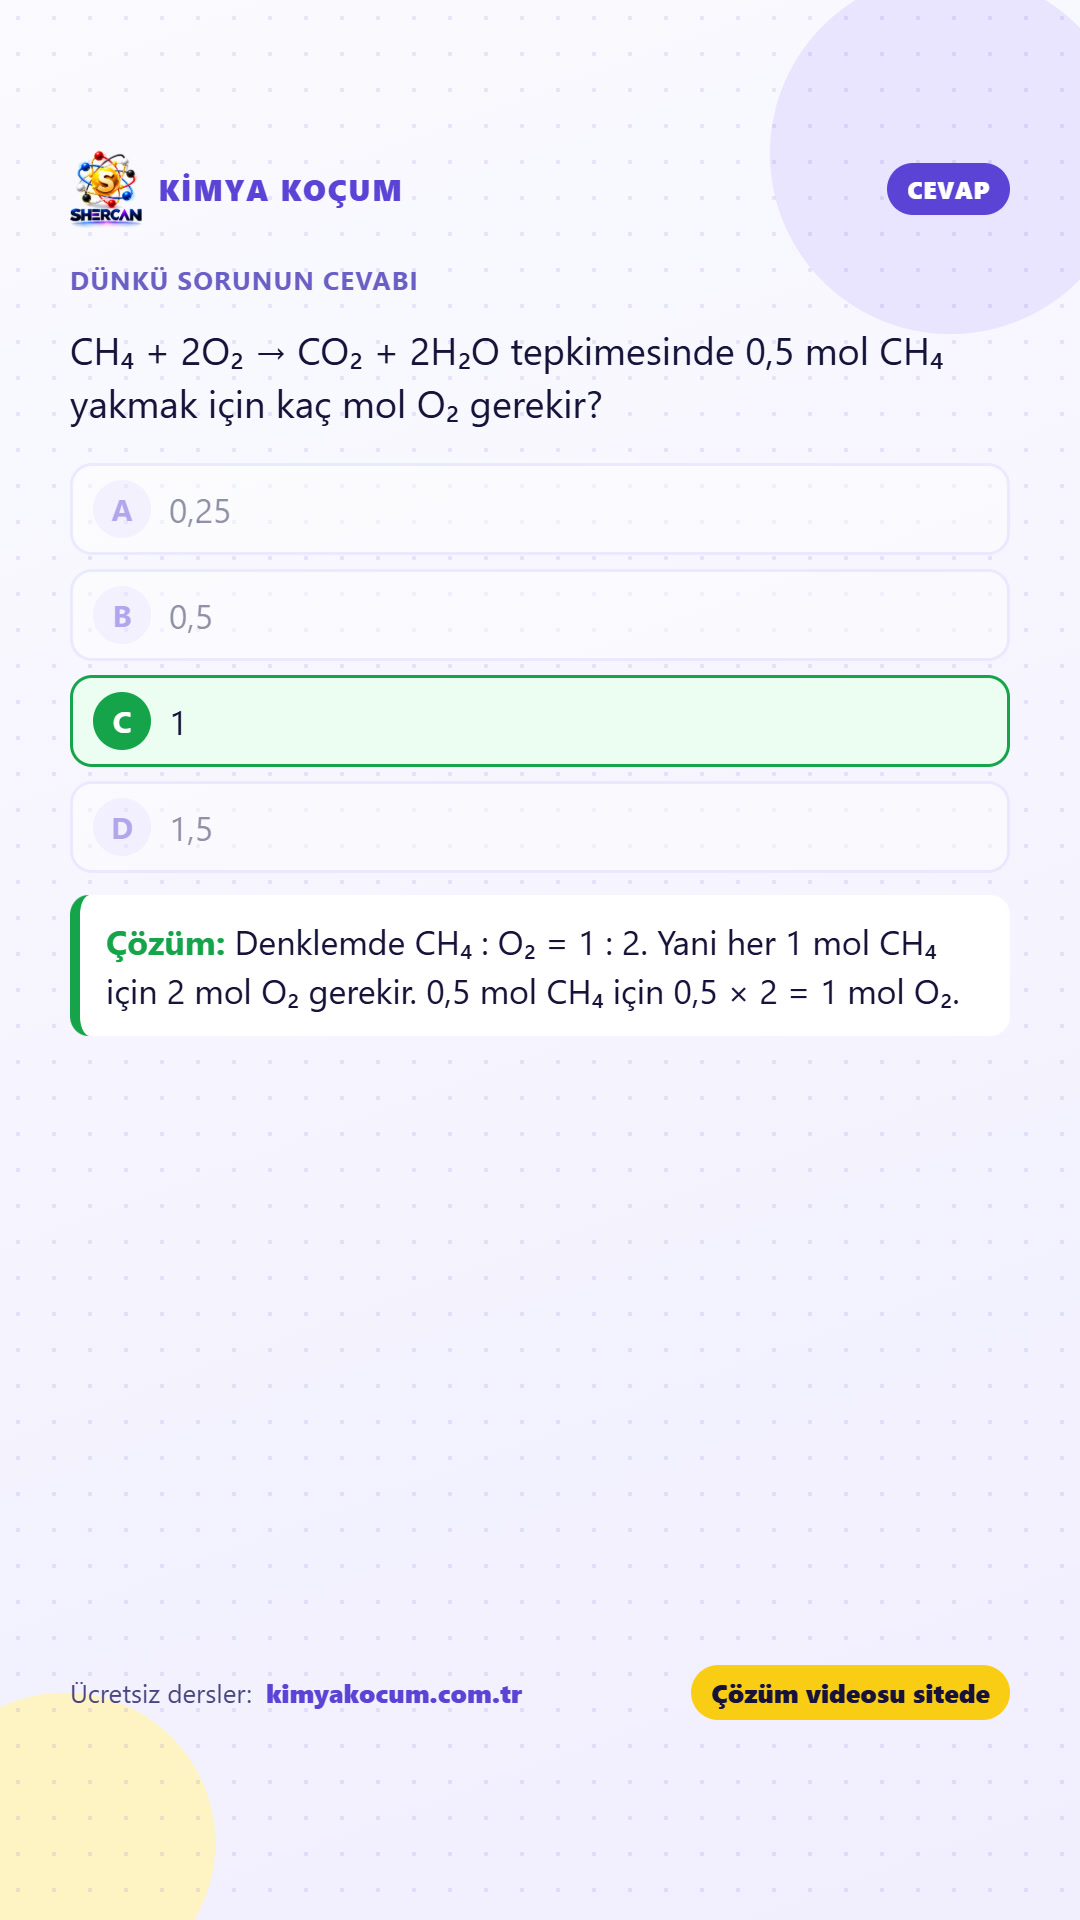 SHERCAN
KİMYA KOÇUM
CEVAP
DÜNKÜ SORUNUN CEVABI
CH₄ + 2O₂ → CO₂ + 2H₂O tepkimesinde 0,5 mol CH₄
yakmak için kaç mol O₂ gerekir?
A 0,25
B 0,5
C 1
D 1,5
Çözüm: Denklemde CH₄ : O₂ = 1 : 2. Yani her 1 mol CH₄
için 2 mol O₂ gerekir. 0,5 mol CH₄ için 0,5 × 2 = 1 mol O₂.
Ücretsiz dersler: kimyakocum.com.tr
Çözüm videosu sitede